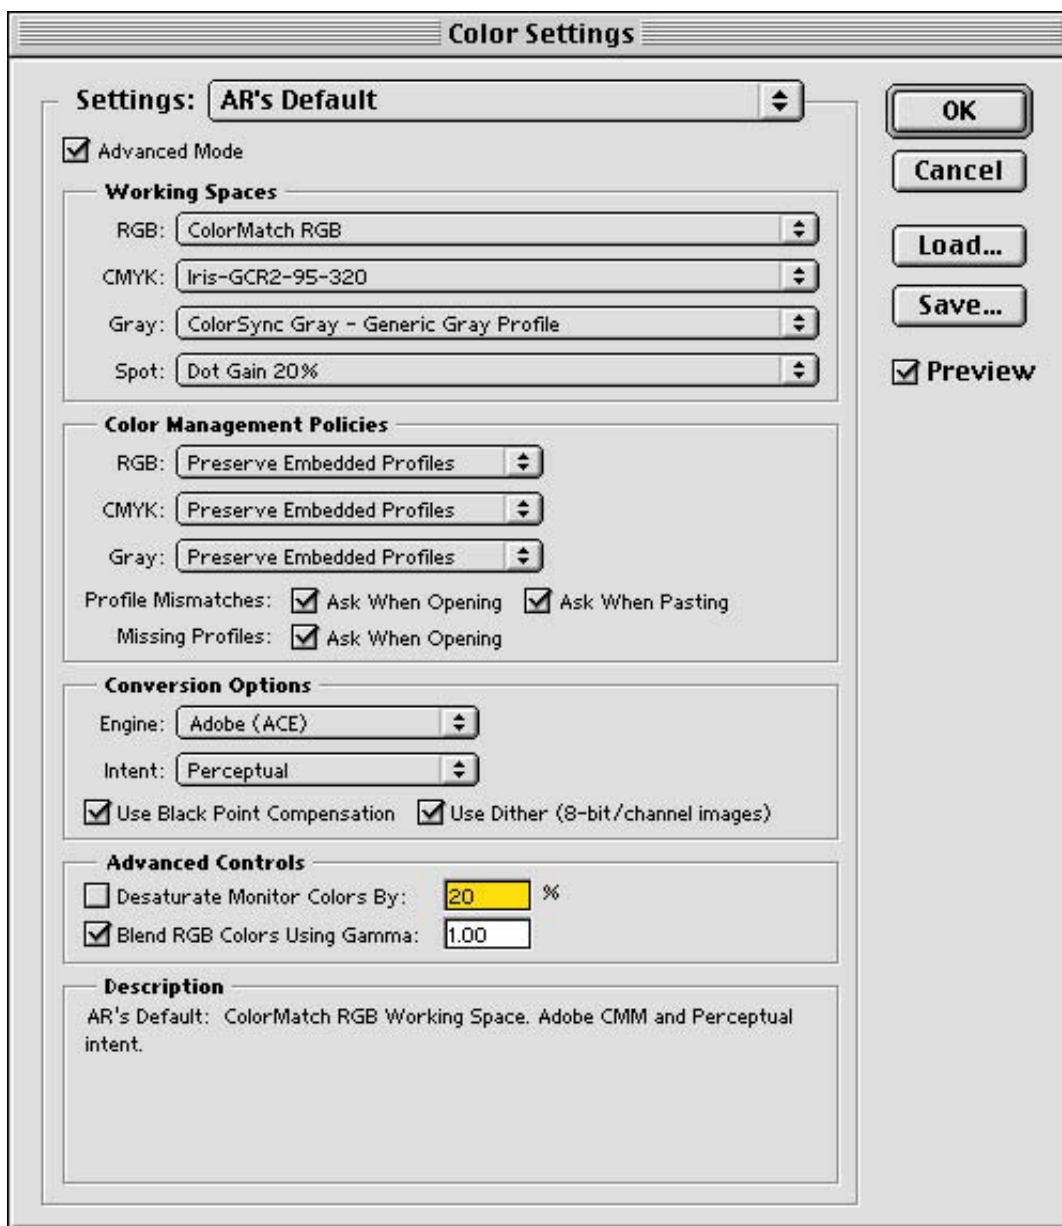 Color Settings
Settings: AR's Default
OK
Advanced Mode
Cancel
Working Spaces
RGB: ColorMatch RGB
Load...
CMYK: Iris-GCR2-95-320
Save...
Gray: ColorSync Gray - Generic Gray Profile
Spot: Dot Gain 20%
Preview
Color Management Policies
RGB: Preserve Embedded Profiles
CMYK: Preserve Embedded Profiles
Gray: Preserve Embedded Profiles
Profile Mismatches: Ask When Opening Ask When Pasting
Missing Profiles: Ask When Opening
Conversion Options
Engine: Adobe (ACE)
Intent: Perceptual
Use Black Point Compensation Use Dither (8-bit/channel images)
Advanced Controls
Desaturate Monitor Colors By: 20 %
Blend RGB Colors Using Gamma: 1.00
Description
AR's Default: ColorMatch RGB Working Space. Adobe CMM and Perceptual
intent.